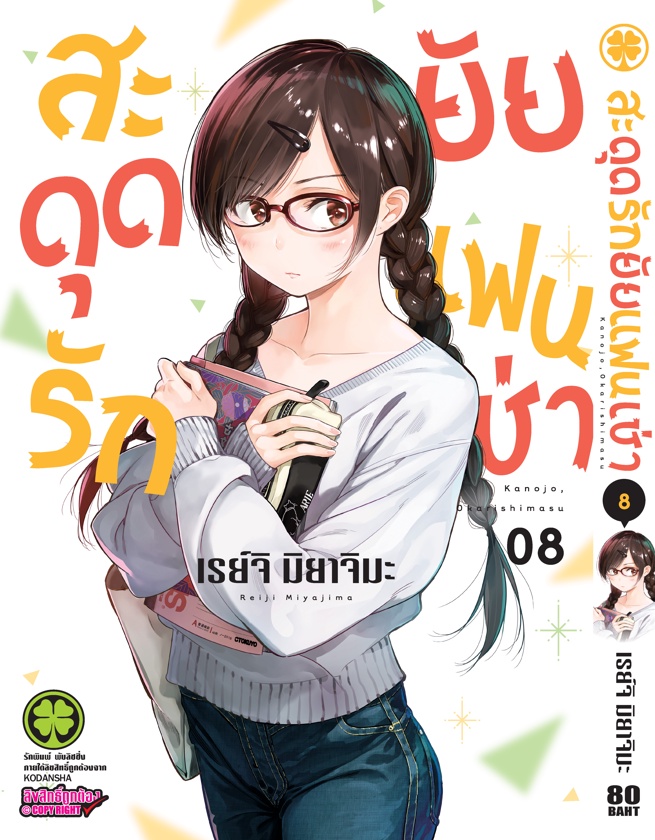 สะดุดรัก
ยัยแฟนเช่า
Kanojo,
Okarishimasu
08
เรย์จิ มิยาจิมะ
Reiji Miyajima
ARTE
รักพิมพ์ พับลิชชิ่ง
ภายใต้ลิขสิทธิ์ถูกต้องจาก
KODANSHA
ลิขสิทธิ์ถูกต้อง
© COPY RIGHT
สะดุดรักยัยแฟนเช่า
Kanojo,Okarishimasu
8
เรย์จิ มิยาจิมะ
80
BAHT